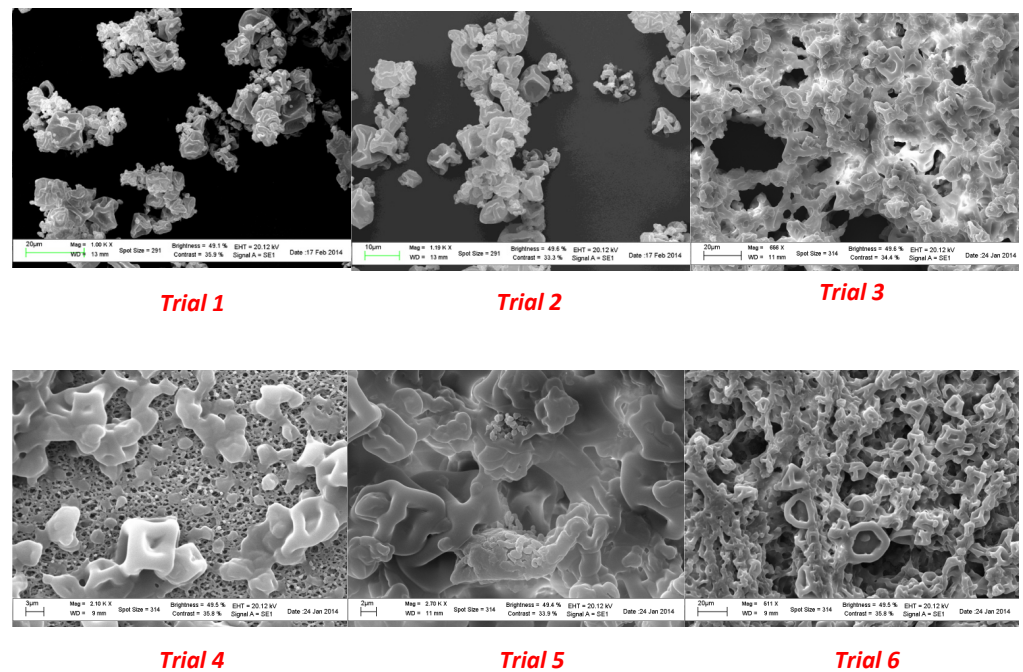 20µm Mag = 1.00 K X WD = 13 mm Spot Size = 291 Brightness = 49.1 % Contrast = 35.9 % EHT = 20.12 kV Signal A = SE1 Date :17 Feb 2014
10µm Mag = 1.19 K X WD = 13 mm Spot Size = 291 Brightness = 49.6 % Contrast = 33.3 % EHT = 20.12 kV Signal A = SE1 Date :17 Feb 2014
20µm Mag = 666 X WD = 11 mm Spot Size = 314 Brightness = 49.6 % Contrast = 34.4 % EHT = 20.12 kV Signal A = SE1 Date :24 Jan 2014
Trial 1
Trial 2
Trial 3
3µm Mag = 2.10 K X WD = 9 mm Spot Size = 314 Brightness = 49.5 % Contrast = 35.8 % EHT = 20.12 kV Signal A = SE1 Date :24 Jan 2014
2µm Mag = 2.70 K X WD = 11 mm Spot Size = 314 Brightness = 49.4 % Contrast = 33.9 % EHT = 20.12 kV Signal A = SE1 Date :24 Jan 2014
20µm Mag = 511 X WD = 9 mm Spot Size = 314 Brightness = 49.5 % Contrast = 35.8 % EHT = 20.12 kV Signal A = SE1 Date :24 Jan 2014
Trial 4
Trial 5
Trial 6